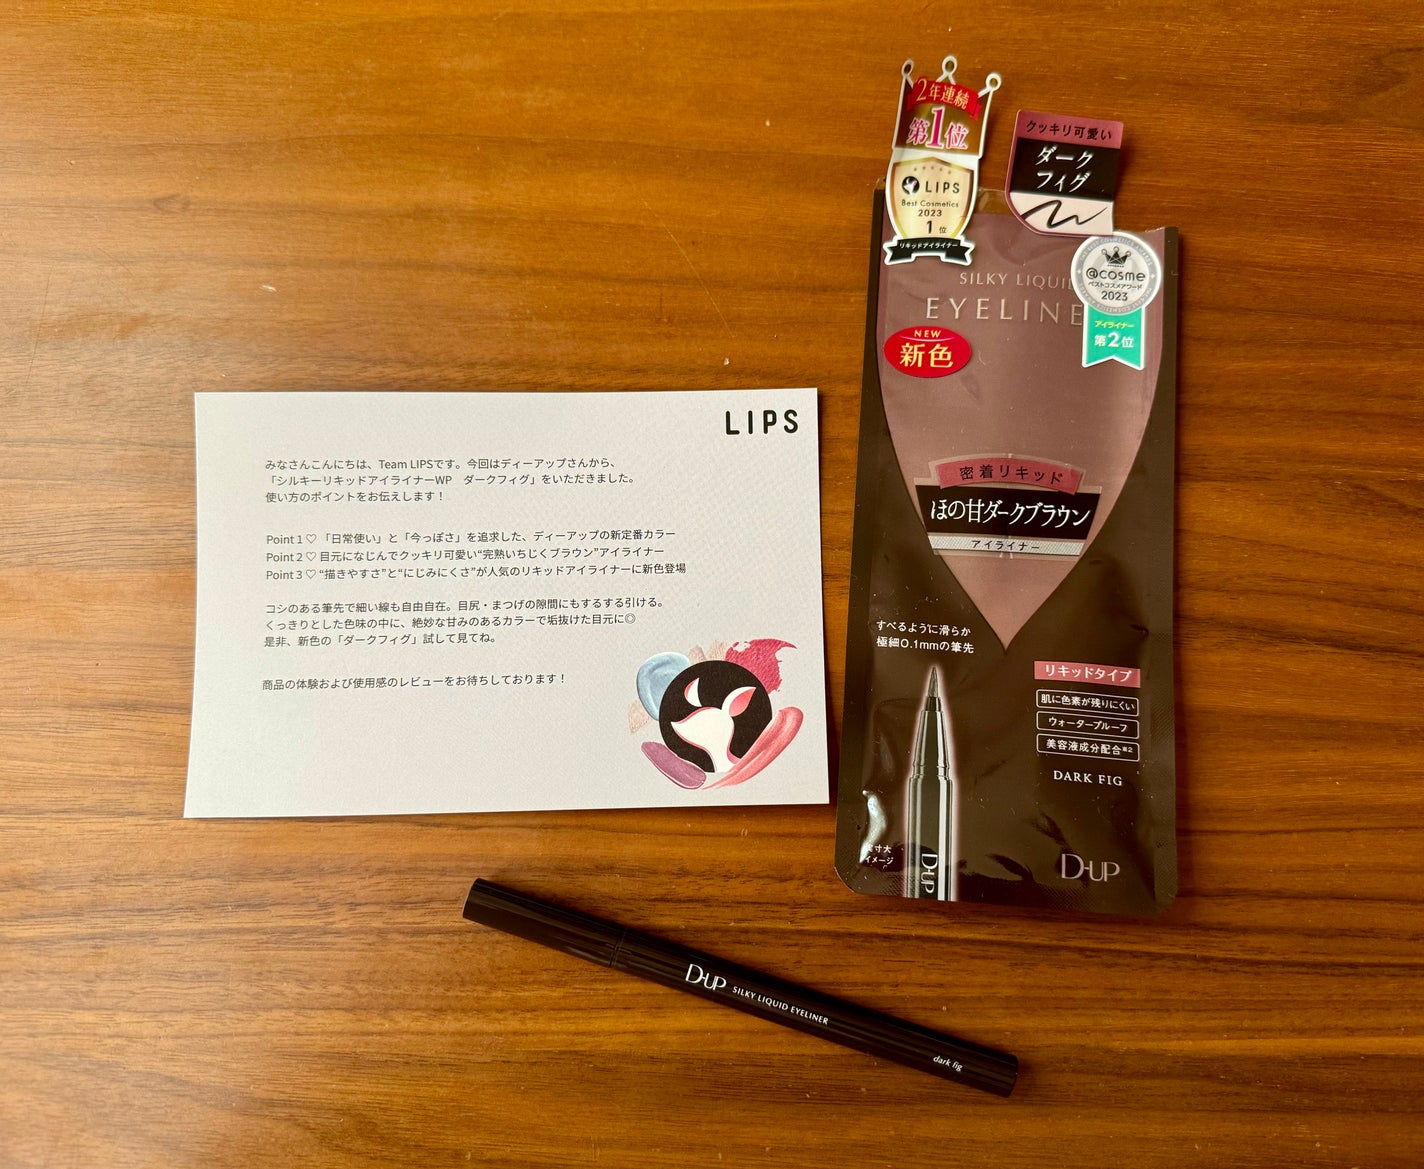 LIPS
みなさんこんにちは、Team LIPSです。今回はディーアップさんから、
「シルキーリキッドアイライナーWP　ダークフィグ」をいただきました。
使い方のポイントをお伝えします！
Point 1 ♡ 「日常使い」と「今っぽさ」を追求した、ディーアップの新定番カラー
Point 2 ♡ 目元になじんでクッキリ可愛い“完熟いちじくブラウン”アイライナー
Point 3 ♡ “描きやすさ”と“にじみにくさ”が人気のリキッドアイライナーに新色登場
コシのある筆先で細い線も自由自在。目尻・まつげの隙間にもするする引ける。
くっきりとした色味の中に、絶妙な甘みのあるカラーで垢抜けた目元に◎
是非、新色の「ダークフィグ」試して見てね。
商品の体験および使用感のレビューをお待ちしております！
2年連続
第1位
LIPS
Best Cosmetics
2023
1位
リキッドアイライナー
クッキリ可愛い
ダーク
フィグ
@cosme
ベストコスメアワード
2023
アイライナー
第2位
SILKY LIQUI
EYELINE
NEW
新色
密着リキッド
ほの甘ダークブラウン
アイライナー
すべるように滑らか
極細0.1mmの筆先
リキッドタイプ
肌に色素が残りにくい
ウォータープルーフ
美容液成分配合※2
DARK FIG
寸大
イメージ
D-UP
D-UP
D-UP SILKY LIQUID EYELINER
dark fig